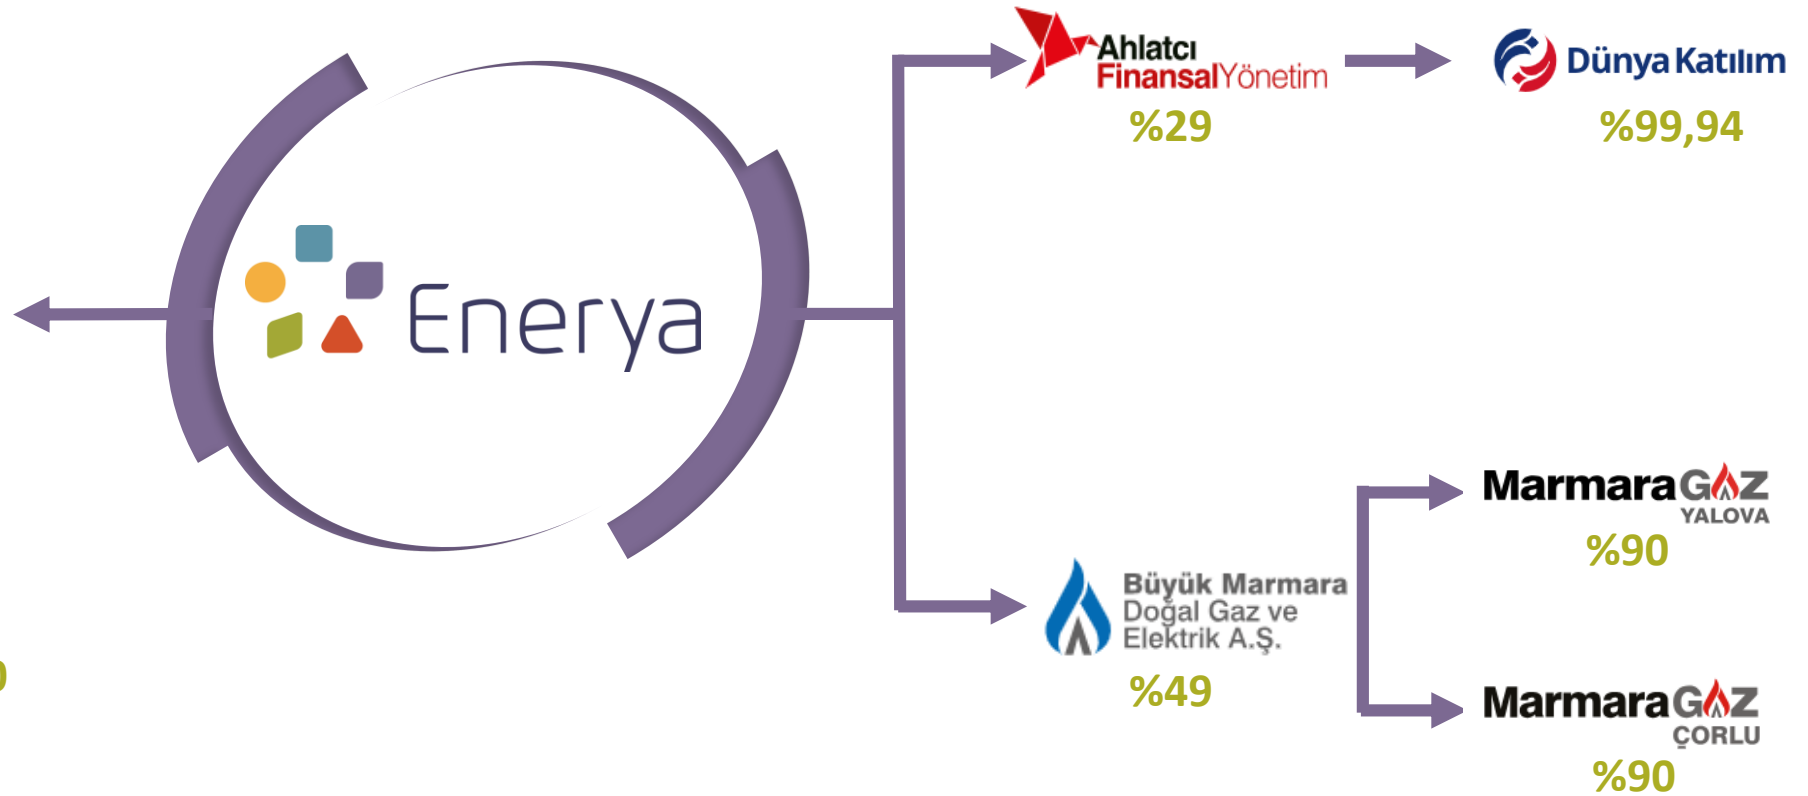 Enerya
Ahlatcı
FinansalYönetim
%29
Dünya Katılım
%99,94
Büyük Marmara
Doğal Gaz ve
Elektrik A.Ş.
%49
MarmaraGAZ
YALOVA
%90
MarmaraGAZ
ÇORLU
%90